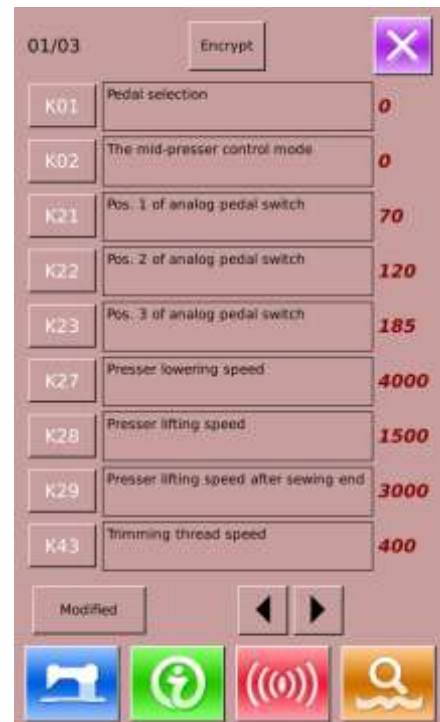 01/03
Encrypt
K01 Pedal selection 0
K02 The mid-presser control mode 0
K21 Pos. 1 of analog pedal switch 70
K22 Pos. 2 of analog pedal switch 120
K23 Pos. 3 of analog pedal switch 185
K27 Presser lowering speed 4000
K28 Presser lifting speed 1500
K29 Presser lifting speed after sewing end 3000
K43 Trimming thread speed 400
Modified